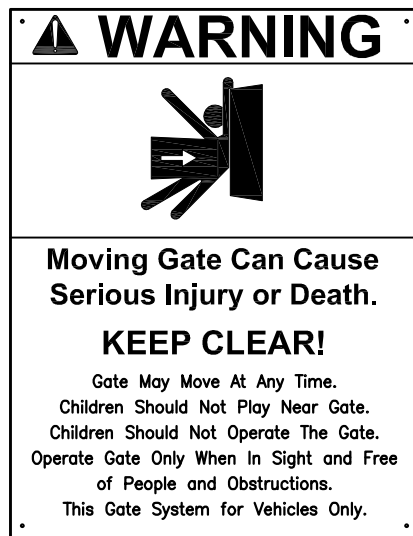 WARNING
Moving Gate Can Cause
Serious Injury or Death.
KEEP CLEAR!
Gate May Move At Any Time.
Children Should Not Play Near Gate.
Children Should Not Operate The Gate.
Operate Gate Only When In Sight and Free
of People and Obstructions.
This Gate System for Vehicles Only.